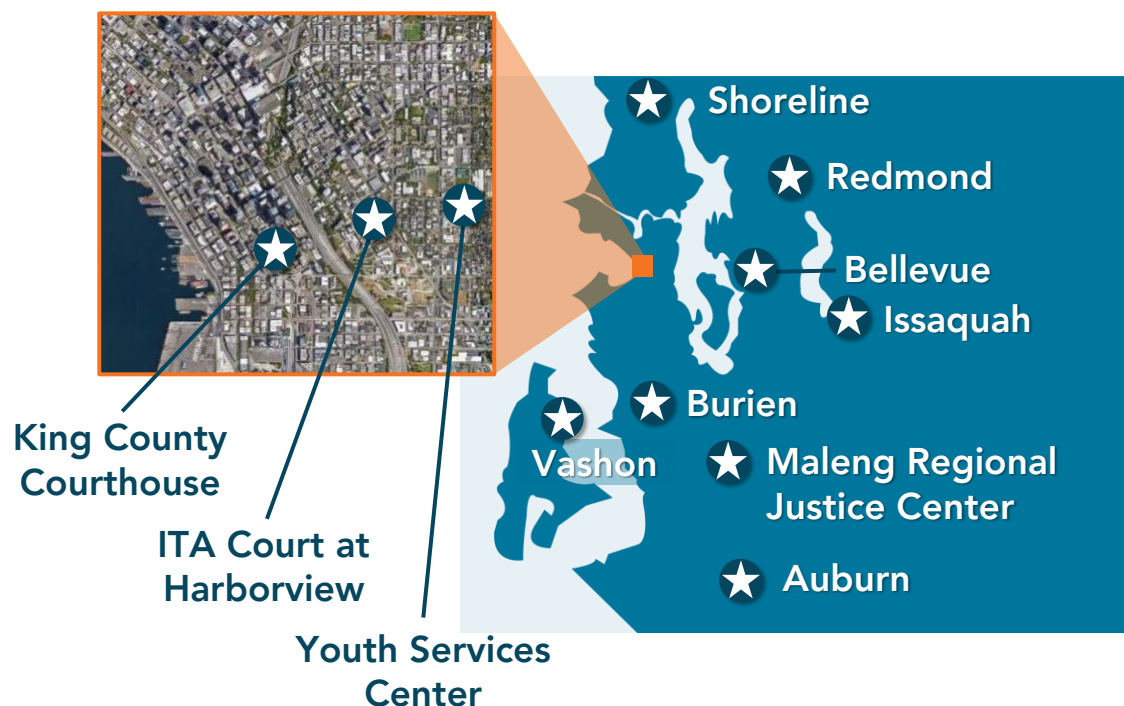 Shoreline
Redmond
Bellevue
Issaquah
Burien
Vashon
Maleng Regional
Justice Center
Auburn
King County
Courthouse
ITA Court at
Harborview
Youth Services
Center